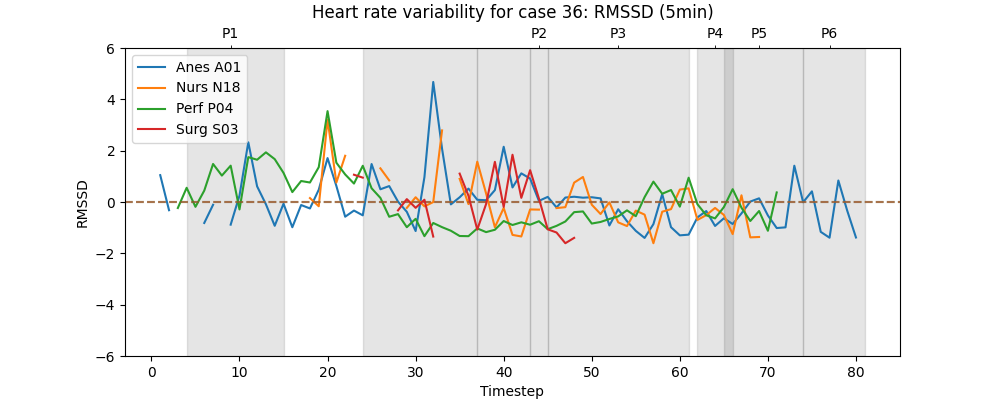 Heart rate variability for case 36: RMSSD (5min)
P1 P2 P3 P4 P5 P6
Anes A01
Nurs N18
Perf P04
Surg S03
RMSSD
6
4
2
0
−2
−4
−6
0 10 20 30 40 50 60 70 80
Timestep